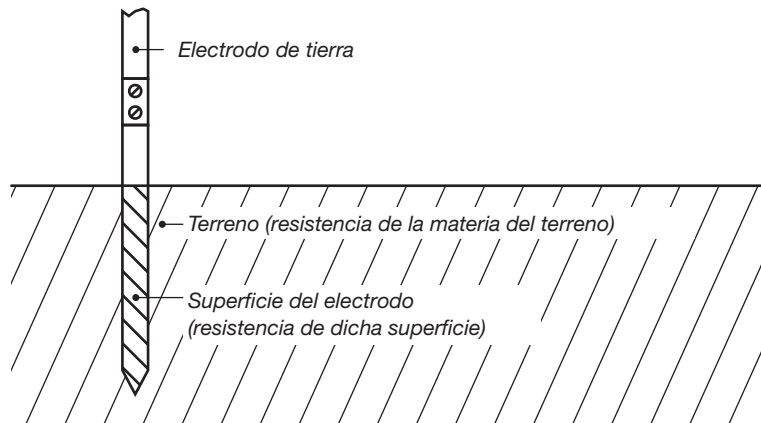 Electrodo de tierra
Terreno (resistencia de la materia del terreno)
Superficie del electrodo
(resistencia de dicha superficie)